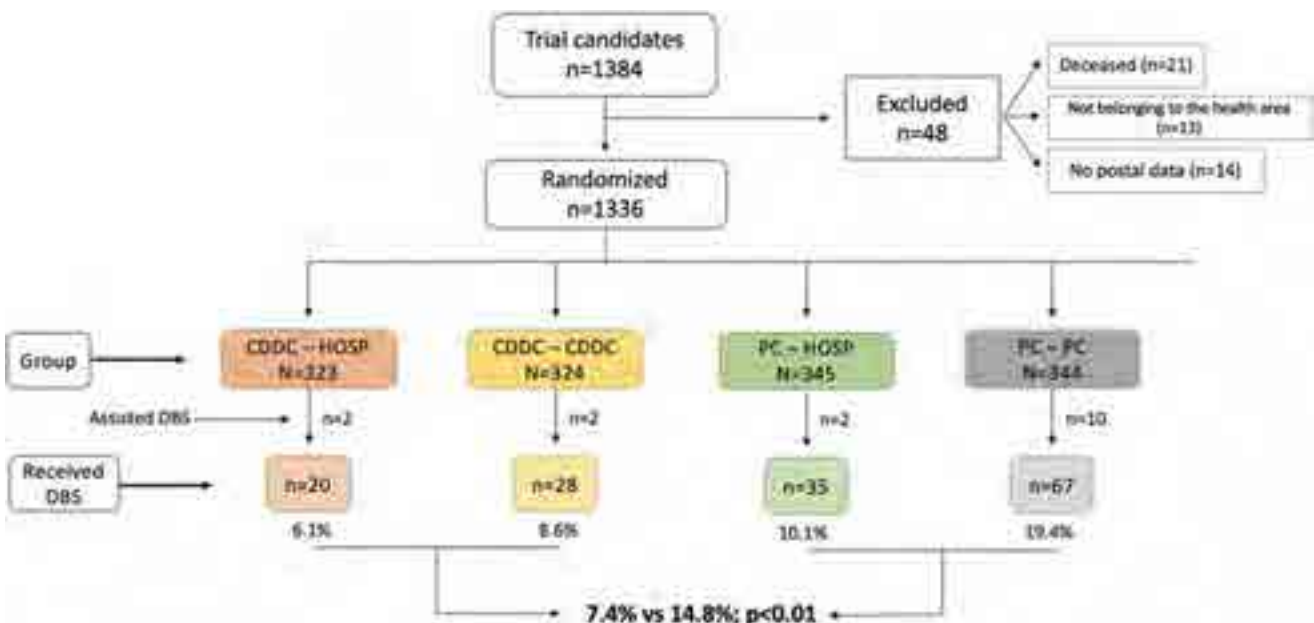 Trial candidates
n=1384
Excluded
n=48
Deceased (n=21)
Not belonging to the health area
(n=13)
No postal data (n=14)
Randomized
n=1336
Group
CDDC – HOSP
N=323
CDDC – CDDC
N=324
PC – HOSP
N=345
PC – PC
N=344
Assisted DBS
n=2
n=2
n=2
n=10
Received
DBS
n=20
n=28
n=35
n=67
6.1%
8.6%
10.1%
19.4%
7.4% vs 14.8%; p<0.01